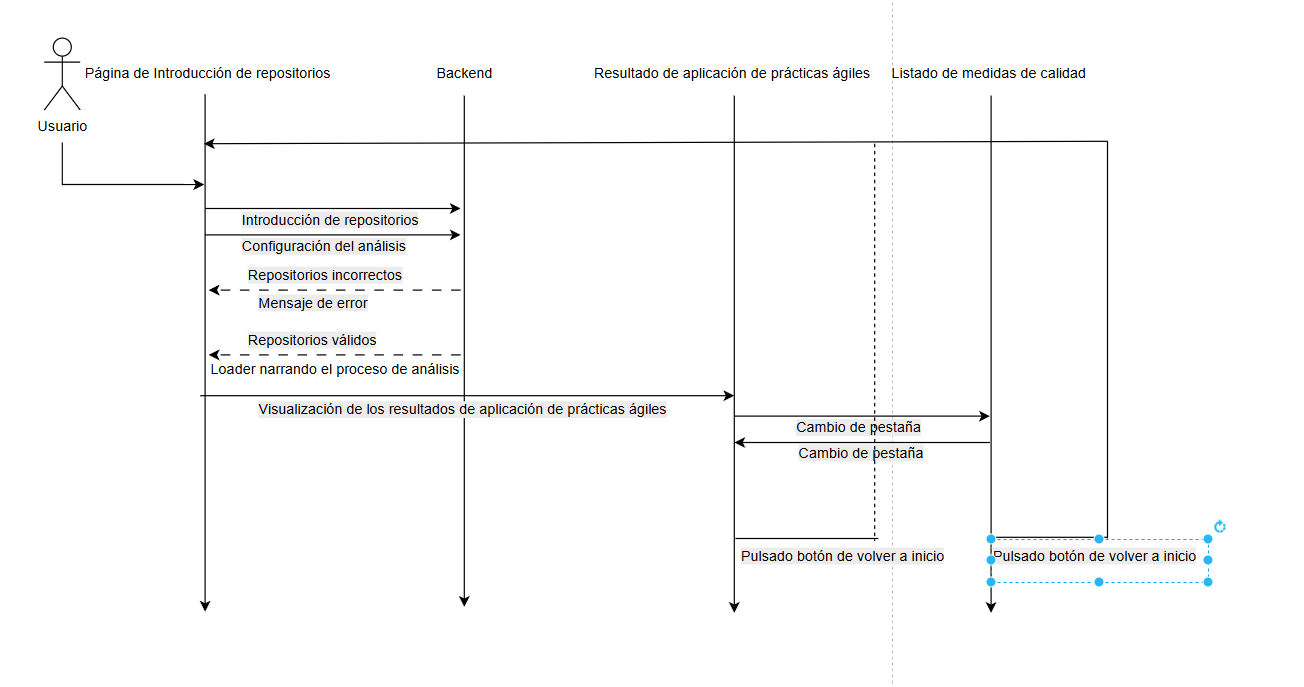 Página de Introducción de repositorios
Backend
Resultado de aplicación de prácticas ágiles
Listado de medidas de calidad
Usuario
Introducción de repositorios
Configuración del análisis
Repositorios incorrectos
Mensaje de error
Repositorios válidos
Loader narrando el proceso de análisis
Visualización de los resultados de aplicación de prácticas ágiles
Cambio de pestaña
Cambio de pestaña
Pulsado botón de volver a inicio
Pulsado botón de volver a inicio